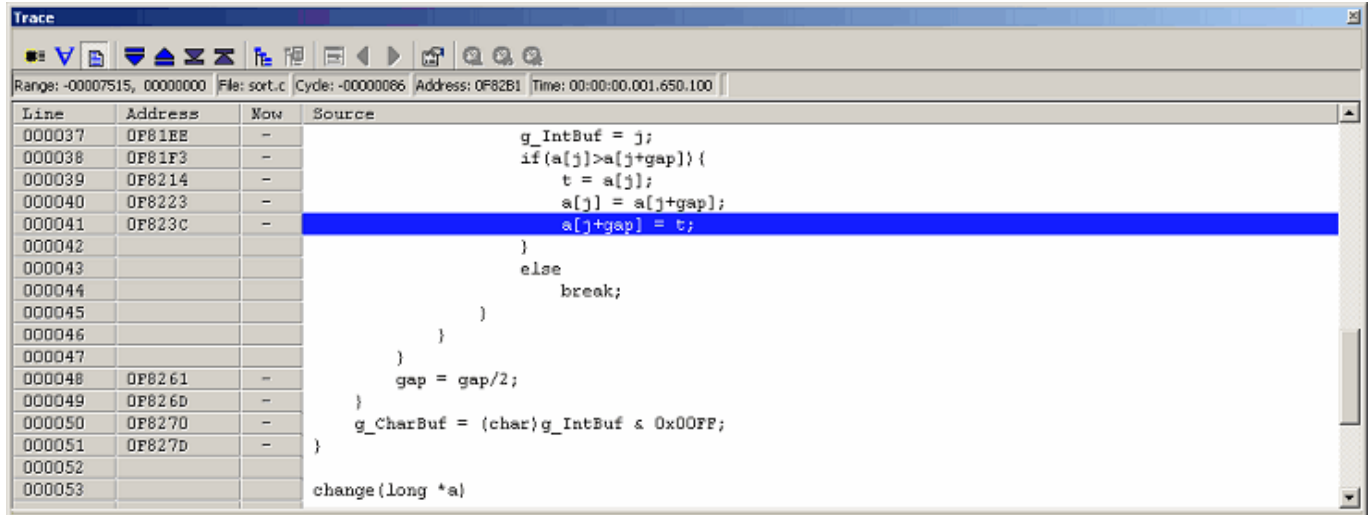 Trace
Range: -00007515, 00000000 File: sort.c Cycle: -00000086 Address: 0F82B1 Time: 00:00:00.001.650.100
Line Address Now Source
000037 0F81EE - g_IntBuf = j;
000038 0F81F3 - if(a[j]>a[j+gap]){
000039 0F8214 - t = a[j];
000040 0F8223 - a[j] = a[j+gap];
000041 0F823C - a[j+gap] = t;
000042 }
000043 else
000044 break;
000045 }
000046 }
000047 }
000048 0F8261 - gap = gap/2;
000049 0F826D - }
000050 0F8270 - g_CharBuf = (char)g_IntBuf & 0x00FF;
000051 0F827D - }
000052
000053 change(long *a)